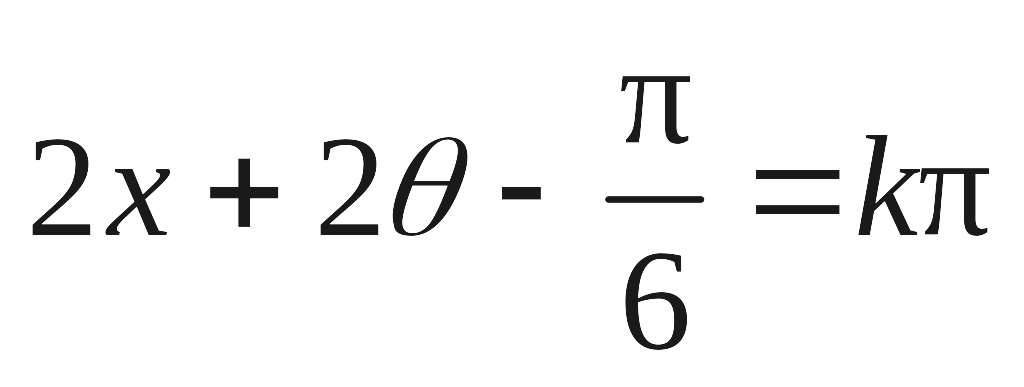 2x + 2θ - π/6 = kπ